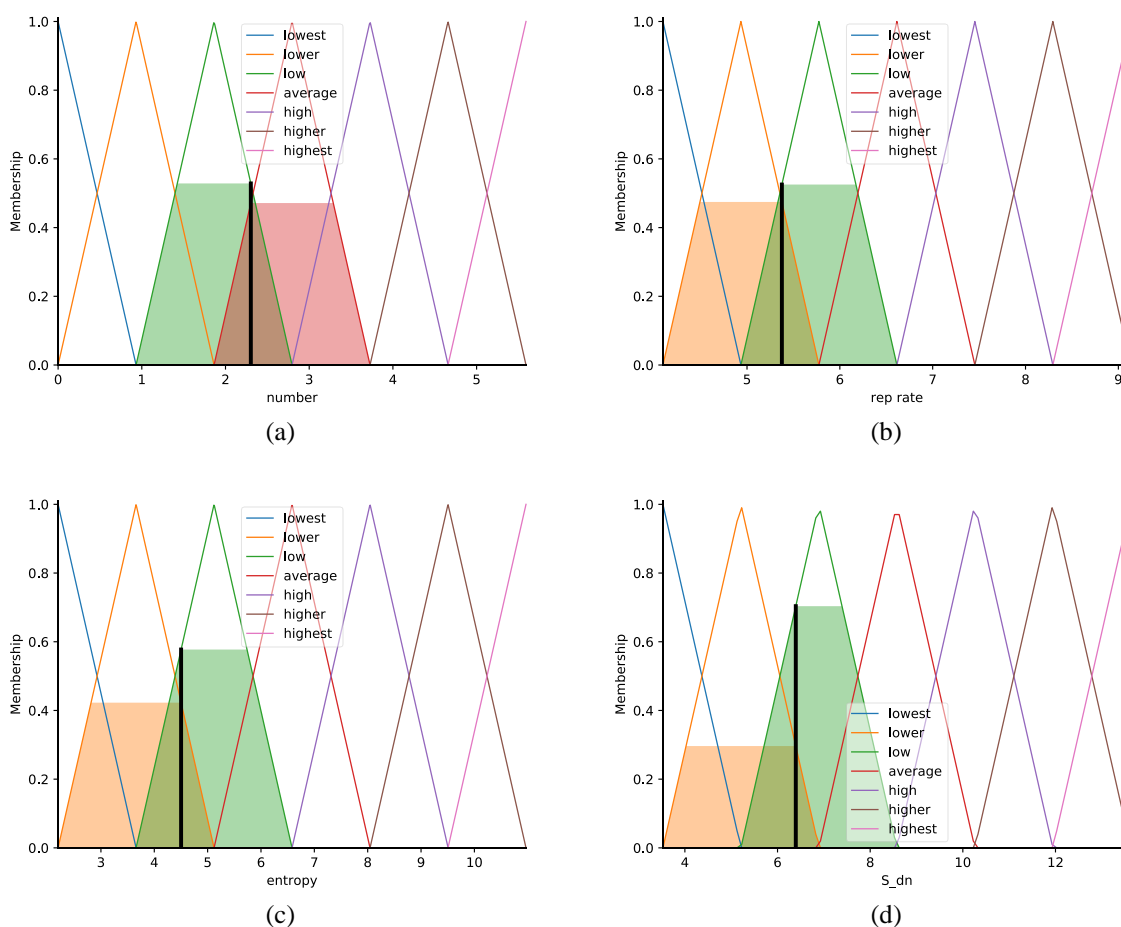 1.0
0.8
0.6
0.4
0.2
0.0
Membership
0 1 2 3 4 5
number
lowest
lower
low
average
high
higher
highest
(a)
1.0
0.8
0.6
0.4
0.2
0.0
Membership
5 6 7 8 9
rep rate
lowest
lower
low
average
high
higher
highest
(b)
1.0
0.8
0.6
0.4
0.2
0.0
Membership
3 4 5 6 7 8 9 10
entropy
lowest
lower
low
average
high
higher
highest
(c)
1.0
0.8
0.6
0.4
0.2
0.0
Membership
4 6 8 10 12
S_dn
lowest
lower
low
average
high
higher
highest
(d)